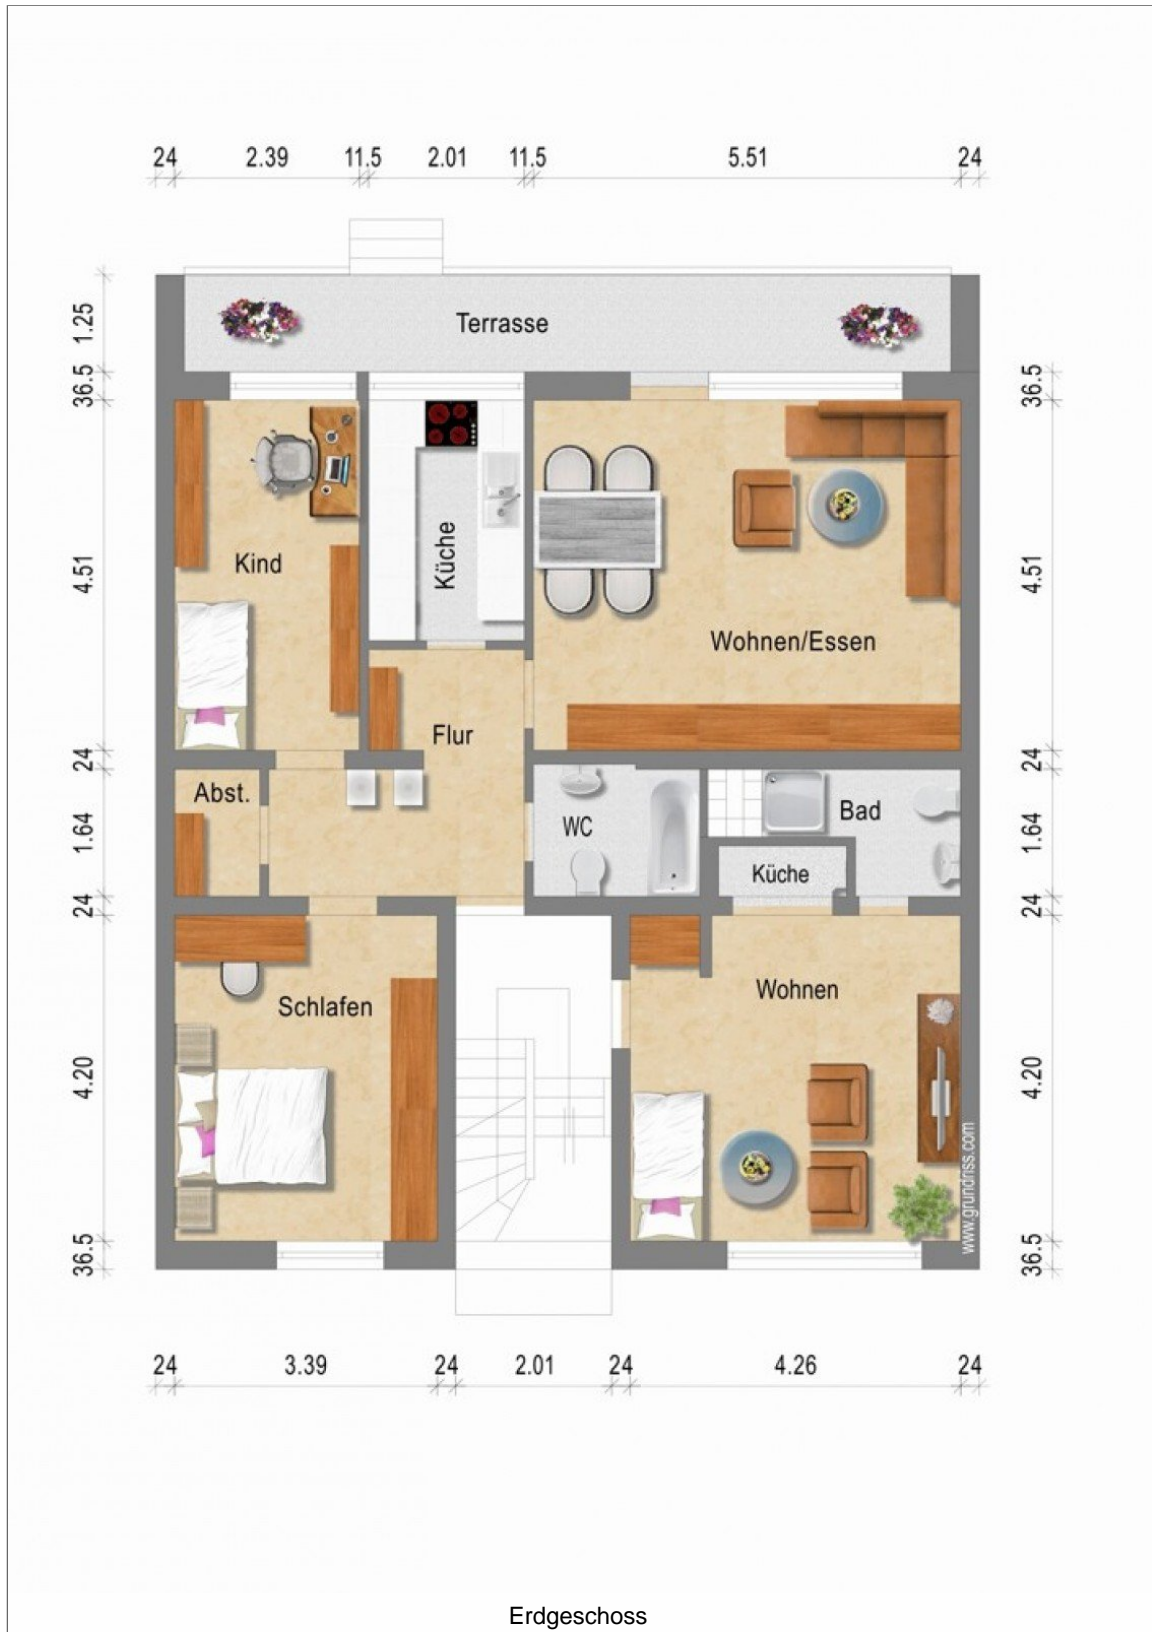 24 2.39 11.5 2.01 11.5 5.51 24
1.25
36.5
4.51
24
1.64
24
4.20
36.5
Terrasse
Kind
Küche
Wohnen/Essen
Flur
Abst.
WC
Bad
Küche
Schlafen
Wohnen
www.grundriss.com
36.5
4.51
24
1.64
24
4.20
36.5
24 3.39 24 2.01 24 4.26 24
Erdgeschoss